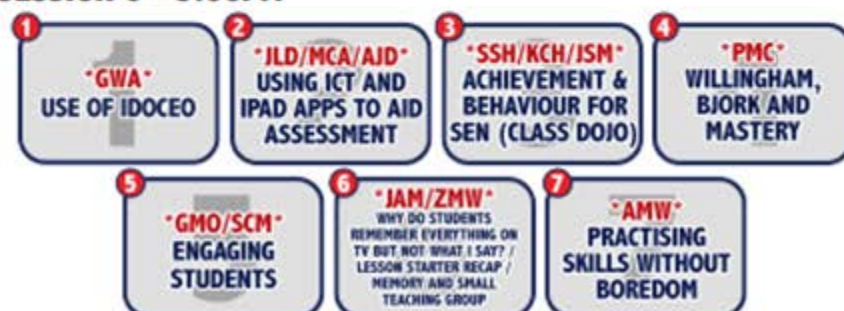 1
*GWA*
USE OF IDOCEO
2
*JLD/MCA/AJD*
USING ICT AND
IPAD APPS TO AID
ASSESSMENT
3
*SSH/KCH/JSM*
ACHIEVEMENT &
BEHAVIOUR FOR
SEN (CLASS DOJO)
4
*PMC*
WILLINGHAM,
BJORK AND
MASTERY
5
*GMO/SCM*
ENGAGING
STUDENTS
6
*JAM/ZMW*
WHY DO STUDENTS
REMEMBER EVERYTHING ON
TV BUT NOT WHAT I SAY? /
LESSON STARTER RECAP /
MEMORY AND SMALL
TEACHING GROUP
7
*AMW*
PRACTISING
SKILLS WITHOUT
BOREDOM